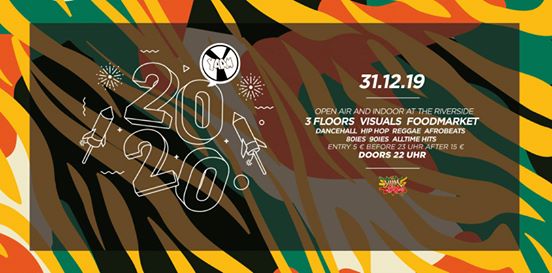 YAAM
20
20
31.12.19
OPEN AIR AND INDOOR AT THE RIVERSIDE
3 FLOORS VISUALS FOODMARKET
DANCEHALL HIP HOP REGGAE AFROBEATS
80IES 90IES ALLTIME HITS
ENTRY 5 € BEFORE 23 UHR AFTER 15 €
DOORS 22 UHR